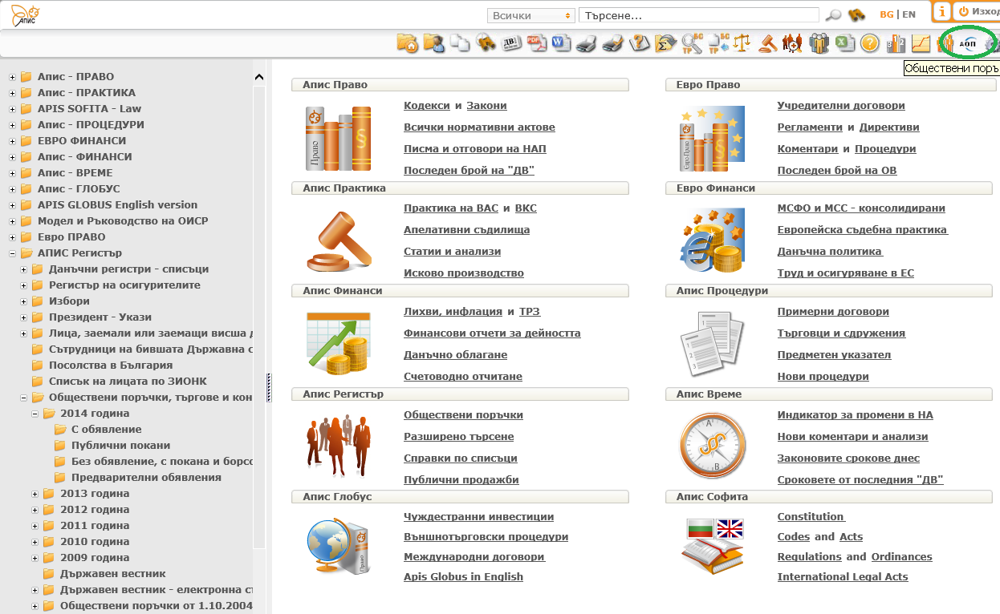 Апис
Всички
Търсене...
BG | EN
i
Изход
ДВ
PDF
W
БС
ТР
БС
ТР
X
?
АОП
Обществени поръ
Апис - ПРАВО
Апис - ПРАКТИКА
APIS SOFITA - Law
Апис - ПРОЦЕДУРИ
ЕВРО ФИНАНСИ
Апис - ФИНАНСИ
Апис - ВРЕМЕ
Апис - ГЛОБУС
APIS GLOBUS English version
Модел и Ръководство на ОИСР
Евро ПРАВО
АПИС Регистър
Данъчни регистри - списъци
Регистър на осигурителите
Избори
Президент - Укази
Лица, заемали или заемащи висша д
Сътрудници на бившата Държавна с
Посолства в България
Списък на лицата по ЗИОНК
Обществени поръчки, търгове и кон
2014 година
С обявление
Публични покани
Без обявление, с покана и борсо
Предварителни обявления
2013 година
2012 година
2011 година
2010 година
2009 година
Държавен вестник
Държавен вестник - електронна ст
Обществени поръчки от 1.10.2004
Апис Право
Право
§
Кодекси и Закони
Всички нормативни актове
Писма и отговори на НАП
Последен брой на "ДВ"
Апис Практика
Практика на ВАС и ВКС
Апелативни съдилища
Статии и анализи
Исково производство
Апис Финанси
Лихви, инфлация и ТРЗ
Финансови отчети за дейността
Данъчно облагане
Счетоводно отчитане
Апис Регистър
Обществени поръчки
Разширено търсене
Справки по списъци
Публични продажби
Апис Глобус
Право
Чуждестранни инвестиции
Външнотърговски процедури
Международни договори
Apis Globus in English
Евро Право
Евро Право
§
Учредителни договори
Регламенти и Директиви
Коментари и Процедури
Последен брой на ОВ
Евро Финанси
€
МСФО и МСС - консолидирани
Европейска съдебна практика
Данъчна политика
Труд и осигуряване в ЕС
Апис Процедури
1
2
3
Примерни договори
Търговци и сдружения
Предметен указател
Нови процедури
Апис Време
A
B
Индикатор за промени в НА
Нови коментари и анализи
Законовите срокове днес
Сроковете от последния "ДВ"
Апис Софита
Constitution
Codes and Acts
Regulations and Ordinances
International Legal Acts